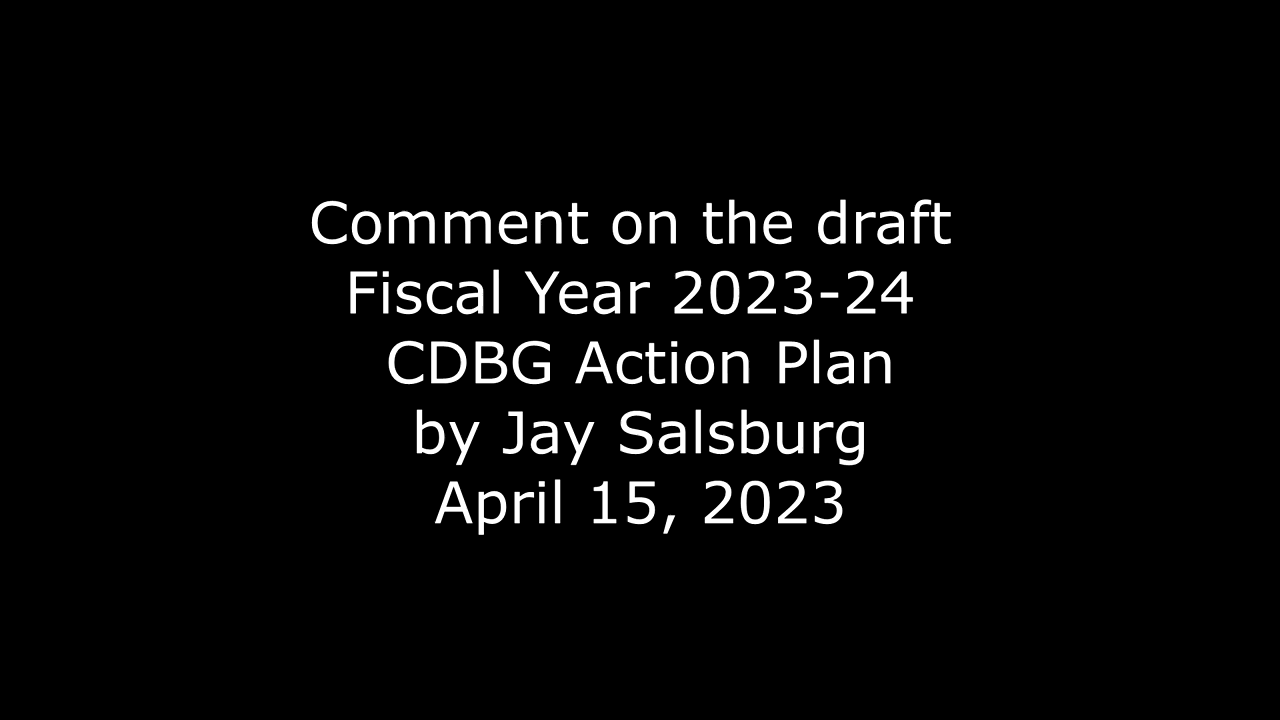 Comment on the draft
Fiscal Year 2023-24
CDBG Action Plan
by Jay Salsburg
April 15, 2023